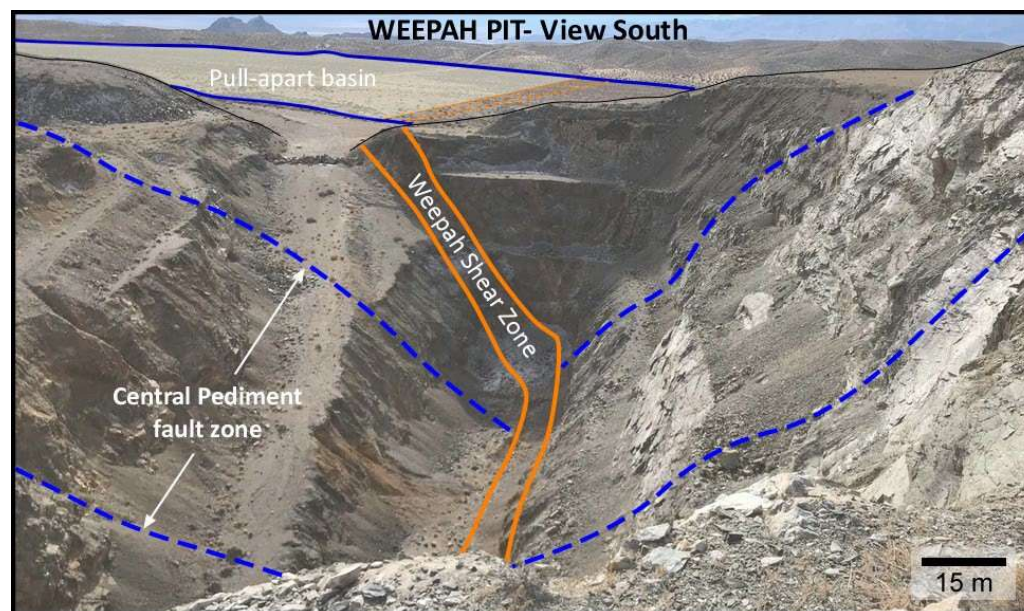 WEEPAH PIT- View South
Pull-apart basin
Weepah Shear Zone
Central Pediment
fault zone
15 m